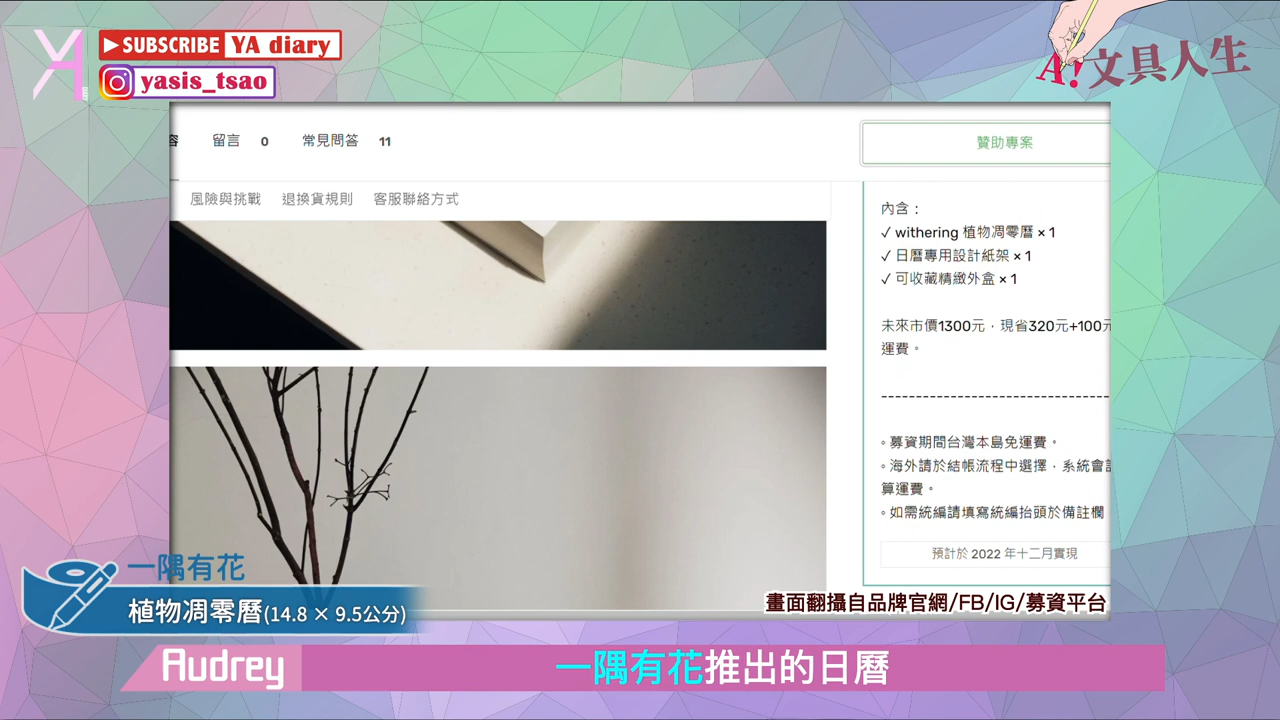 YA
SUBSCRIBE YA diary
yasis_tsao
A!文具人生
容 留言 0 常見問答 11
贊助專案
風險與挑戰 退換貨規則 客服聯絡方式
內含：
✓ withering 植物凋零曆 × 1
✓ 日曆專用設計紙架 × 1
✓ 可收藏精緻外盒 × 1
未來市價1300元，現省320元+100元
運費。
----------------------------------
◦ 募資期間台灣本島免運費。
◦ 海外請於結帳流程中選擇，系統會計
算運費。
◦ 如需統編請填寫統編抬頭於備註欄
預計於 2022 年十二月實現
一隅有花
植物凋零曆(14.8 × 9.5公分)
畫面翻攝自品牌官網/FB/IG/募資平台
Audrey
一隅有花推出的日曆